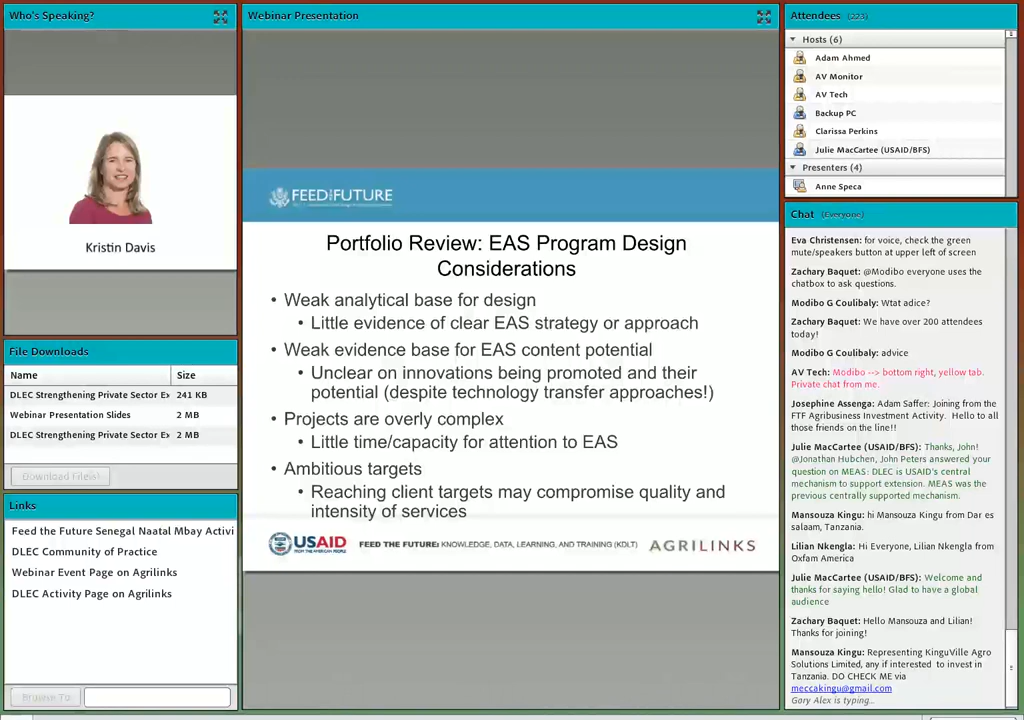 Who's Speaking?
Kristin Davis
File Downloads
Name Size
DLEC Strengthening Private Sector Ex 241 KB
Webinar Presentation Slides 2 MB
DLEC Strengthening Private Sector Ex 2 MB
Download File(s)
Links
Feed the Future Senegal Naatal Mbay Activi
DLEC Community of Practice
Webinar Event Page on Agrilinks
DLEC Activity Page on Agrilinks
Browse To
Webinar Presentation
FEED THE FUTURE
Portfolio Review: EAS Program Design
Considerations
• Weak analytical base for design
• Little evidence of clear EAS strategy or approach
• Weak evidence base for EAS content potential
• Unclear on innovations being promoted and their
potential (despite technology transfer approaches!)
• Projects are overly complex
• Little time/capacity for attention to EAS
• Ambitious targets
• Reaching client targets may compromise quality and
intensity of services
USAID
FROM THE AMERICAN PEOPLE
FEED THE FUTURE: KNOWLEDGE, DATA, LEARNING, AND TRAINING (KDLT)
AGRILINKS
Attendees (223)
Hosts (6)
Adam Ahmed
AV Monitor
AV Tech
Backup PC
Clarissa Perkins
Julie MacCartee (USAID/BFS)
Presenters (4)
Anne Speca
Chat (Everyone)
Eva Christensen: for voice, check the green
mute/speakers button at upper left of screen
Zachary Baquet: @Modibo everyone uses the
chatbox to ask questions.
Modibo G Coulibaly: Wtat adice?
Zachary Baquet: We have over 200 attendees
today!
Modibo G Coulibaly: advice
AV Tech: Modibo --> bottom right, yellow tab.
Private chat from me.
Josephine Assenga: Adam Saffer: Joining from the
FTF Agribusiness Investment Activity. Hello to all
those friends on the line!!
Julie MacCartee (USAID/BFS): Thanks, John!
@Jonathan Hubchen, John Peters answered your
question on MEAS: DLEC is USAID's central
mechanism to support extension. MEAS was the
previous centrally supported mechanism.
Mansouza Kingu: hi Mansouza Kingu from Dar es
salaam, Tanzania.
Lilian Nkengla: Hi Everyone, Lilian Nkengla from
Oxfam America
Julie MacCartee (USAID/BFS): Welcome and
thanks for saying hello! Glad to have a global
audience
Zachary Baquet: Hello Mansouza and Lilian!
Thanks for joining!
Mansouza Kingu: Representing KinguVille Agro
Solutions Limited, any if interested to invest in
Tanzania. DO CHECK ME via
meccakingu@gmail.com
Gary Alex is typing...